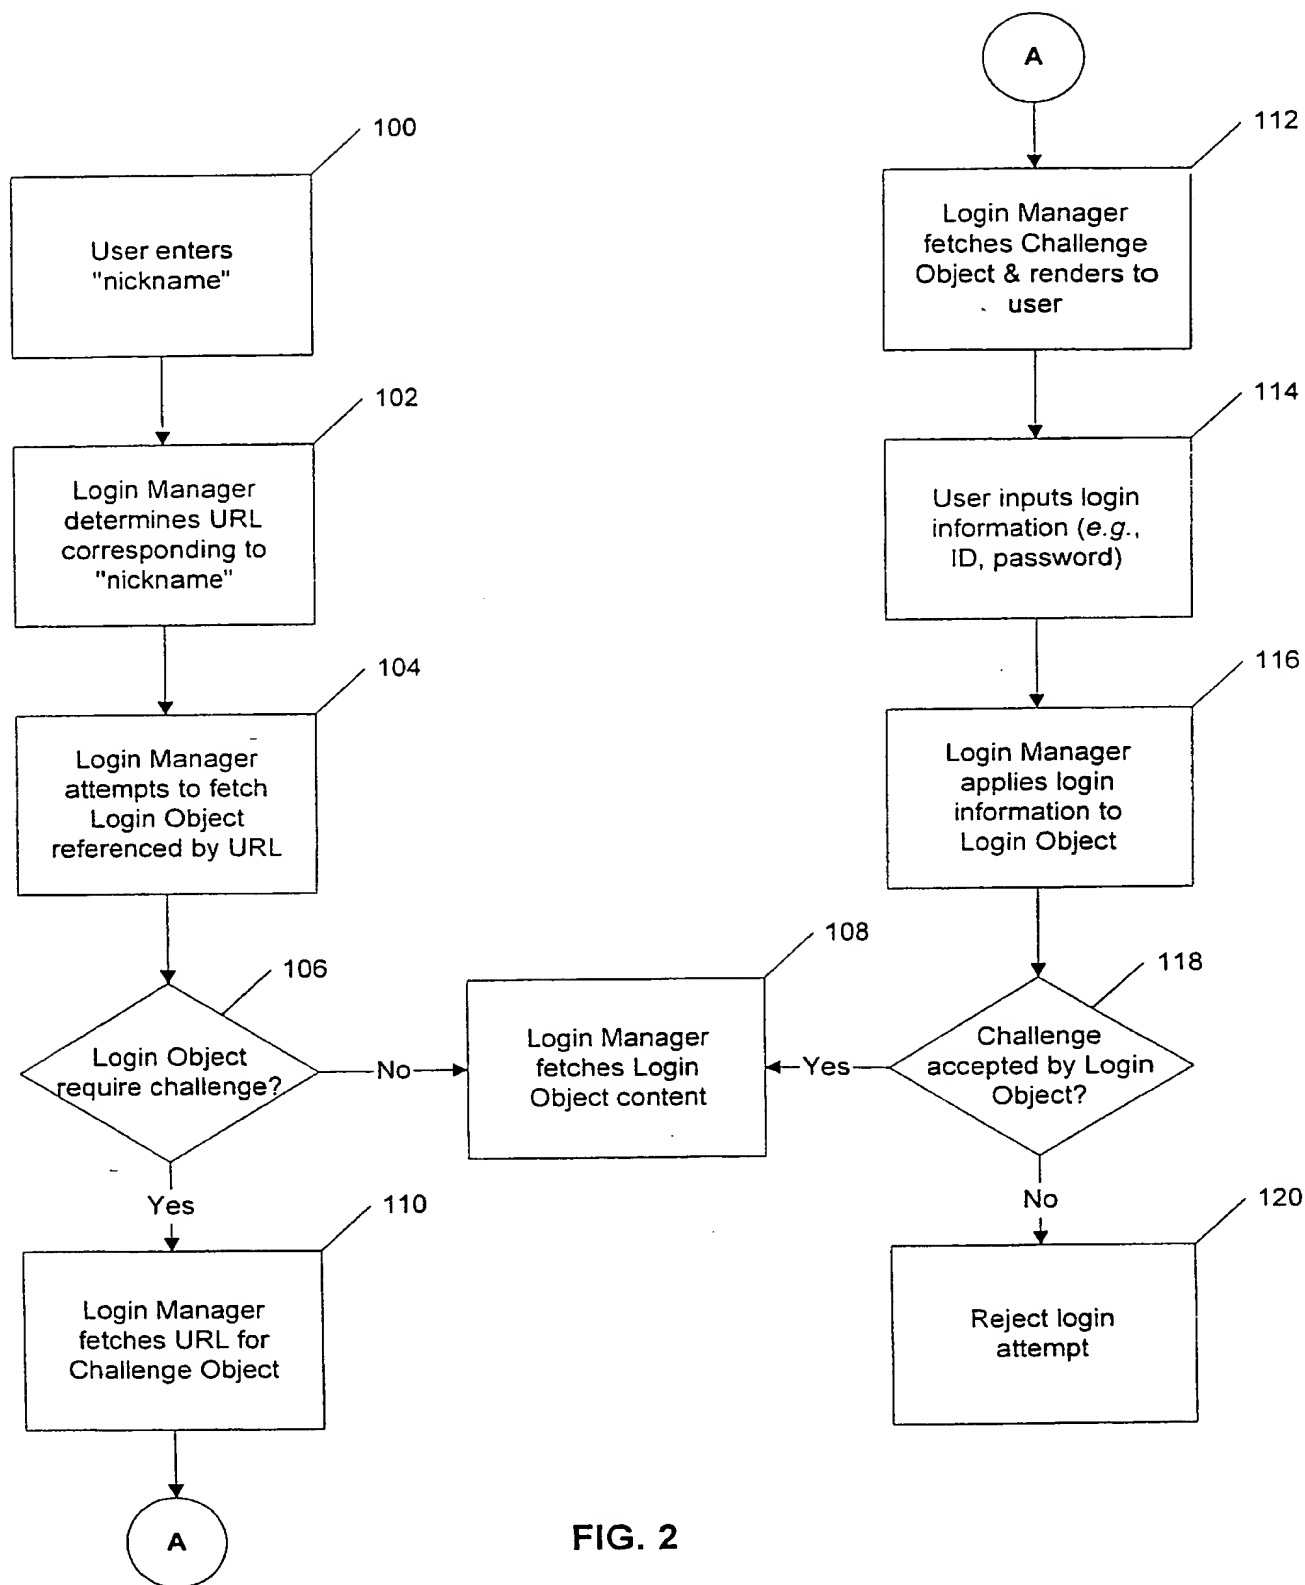 100
User enters
"nickname"
102
Login Manager
determines URL
corresponding to
"nickname"
104
Login Manager
attempts to fetch
Login Object
referenced by URL
106
Login Object
require challenge?
No
Yes
108
Login Manager
fetches Login
Object content
110
Login Manager
fetches URL for
Challenge Object
A
A
112
Login Manager
fetches Challenge
Object & renders to
user
114
User inputs login
information (e.g.,
ID, password)
116
Login Manager
applies login
information to
Login Object
118
Challenge
accepted by Login
Object?
Yes
No
120
Reject login
attempt
FIG. 2